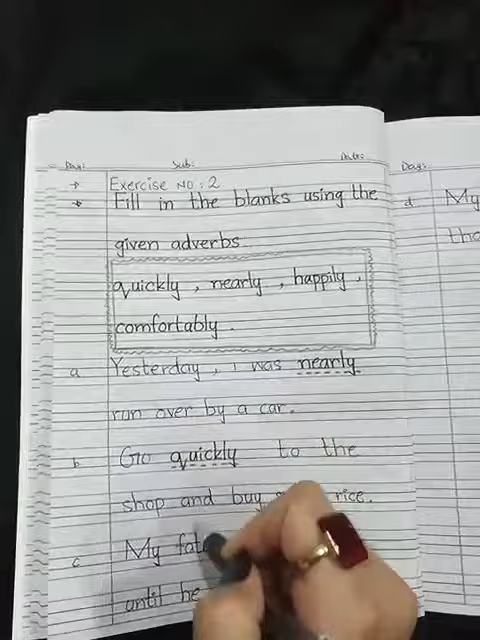 Day: Sub: Date:
Exercise No : 2
Fill in the blanks using the
given adverbs
quickly , nearly , happily ,
comfortably .
a Yesterday , I was nearly
run over by a car .
b Go quickly to the
shop and buy rice.
c My
until he
Day:
d My